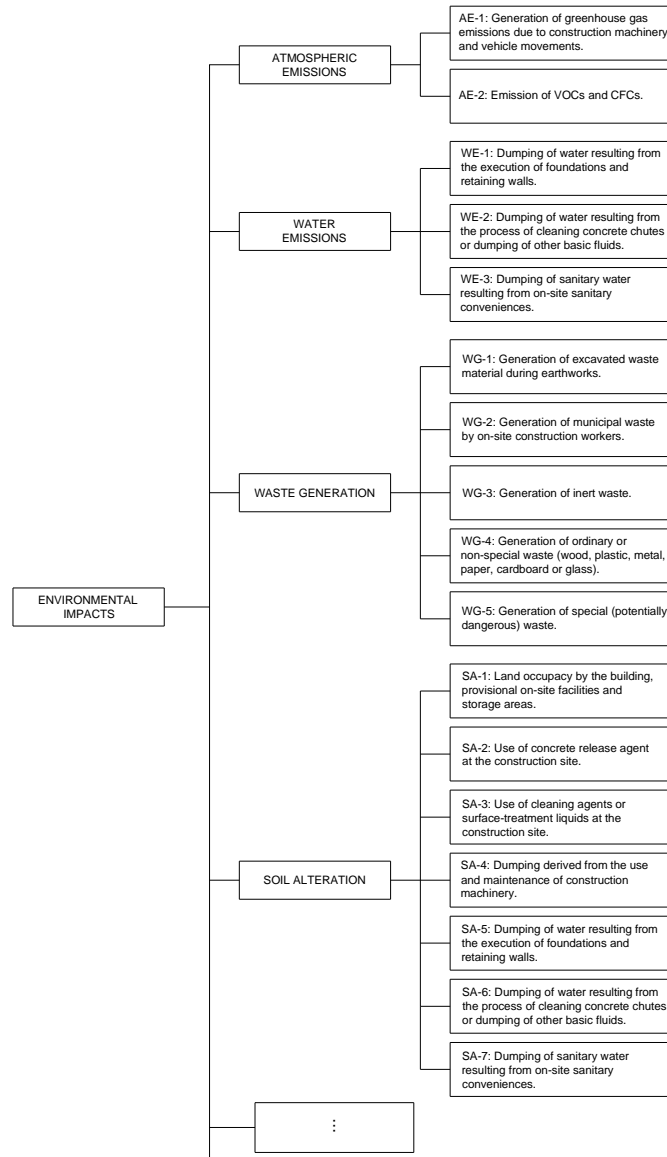 AE-1: Generation of greenhouse gas
emissions due to construction machinery
and vehicle movements.
ATMOSPHERIC
EMISSIONS
AE-2: Emission of VOCs and CFCs.
WE-1: Dumping of water resulting from
the execution of foundations and
retaining walls.
WATER
EMISSIONS
WE-2: Dumping of water resulting from
the process of cleaning concrete chutes
or dumping of other basic fluids.
WE-3: Dumping of sanitary water
resulting from on-site sanitary
conveniences.
WG-1: Generation of excavated waste
material during earthworks.
WG-2: Generation of municipal waste
by on-site construction workers.
WASTE GENERATION
WG-3: Generation of inert waste.
WG-4: Generation of ordinary or
non-special waste (wood, plastic, metal,
paper, cardboard or glass).
ENVIRONMENTAL
IMPACTS
WG-5: Generation of special (potentially
dangerous) waste.
SA-1: Land occupacy by the building,
provisional on-site facilities and
storage areas.
SA-2: Use of concrete release agent
at the construction site.
SA-3: Use of cleaning agents or
surface-treatment liquids at the
construction site.
SOIL ALTERATION
SA-4: Dumping derived from the use
and maintenance of construction
machinery.
SA-5: Dumping of water resulting from
the execution of foundations and
retaining walls.
SA-6: Dumping of water resulting from
the process of cleaning concrete chutes
or dumping of other basic fluids.
SA-7: Dumping of sanitary water
resulting from on-site sanitary
conveniences.
⋮